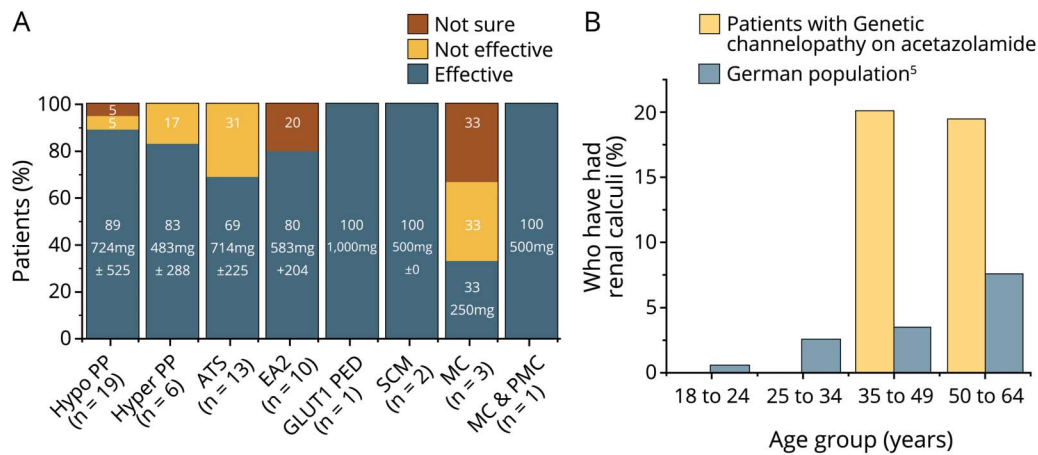 A
Not sure
Not effective
Effective
Patients (%)
100
80
60
40
20
0
5
5
89
724mg
± 525
17
83
483mg
± 288
31
69
714mg
±225
20
80
583mg
+204
100
1,000mg
100
500mg
±0
33
33
33
250mg
100
500mg
Hypo PP
(n = 19)
Hyper PP
(n = 6)
ATS
(n = 13)
EA2
(n = 10)
GLUT1 PED
(n = 1)
SCM
(n = 2)
MC
(n = 3)
MC & PMC
(n = 1)
B
Patients with Genetic
channelopathy on acetazolamide
German population⁵
Who have had
renal calculi (%)
20
15
10
5
0
18 to 24
25 to 34
35 to 49
50 to 64
Age group (years)